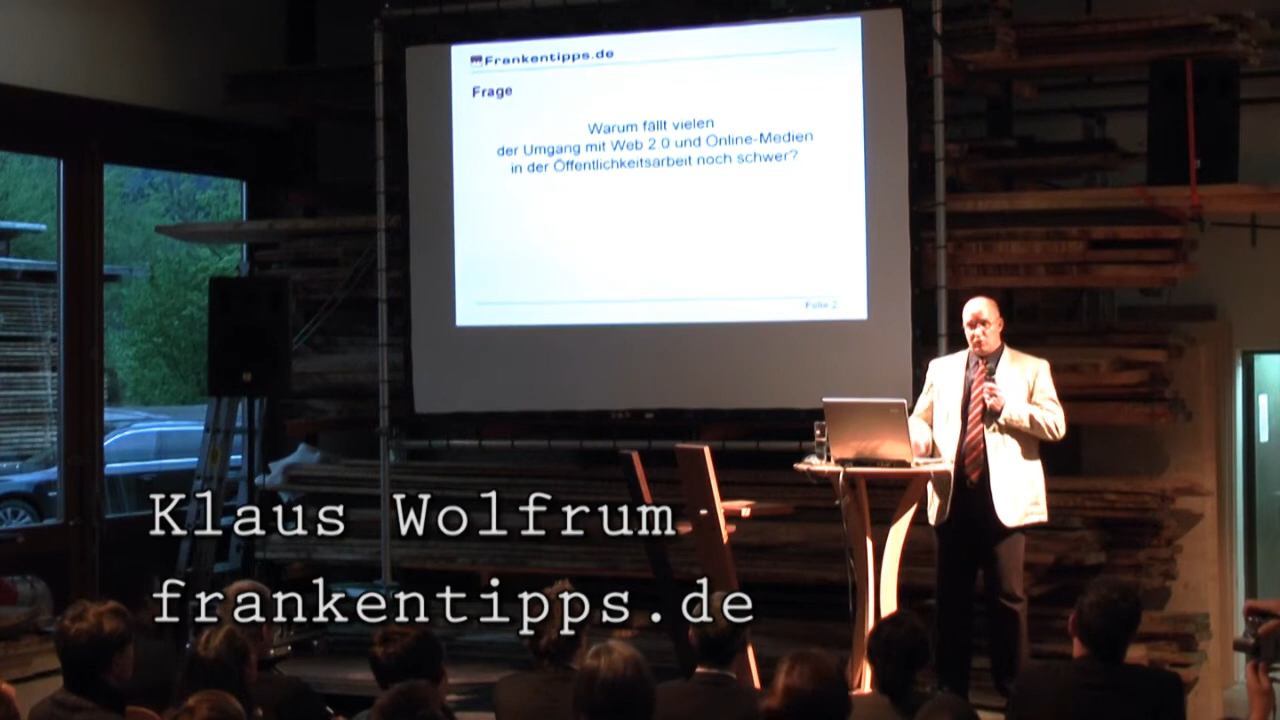 Frankentipps.de
Frage
Warum fällt vielen
der Umgang mit Web 2.0 und Online-Medien
in der Öffentlichkeitsarbeit noch schwer?
Folie 2
Klaus Wolfrum
frankentipps.de